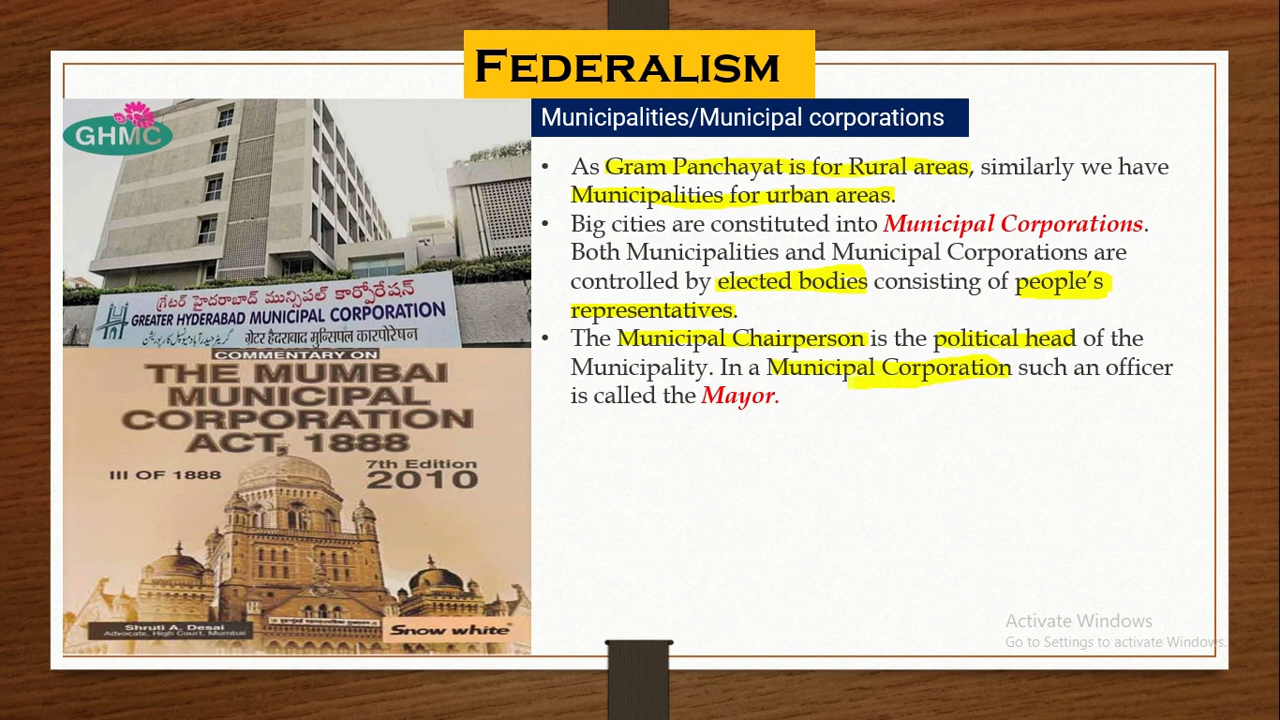 FEDERALISM
GHMC
Municipalities/Municipal corporations
• As Gram Panchayat is for Rural areas, similarly we have
Municipalities for urban areas.
• Big cities are constituted into Municipal Corporations.
Both Municipalities and Municipal Corporations are
controlled by elected bodies consisting of people’s
representatives.
• The Municipal Chairperson is the political head of the
Municipality. In a Municipal Corporation such an officer
is called the Mayor.
గ్రేటర్ హైదరాబాద్ మున్సిపల్ కార్పోరేషన్
GREATER HYDERABAD MUNICIPAL CORPORATION
ग्रेटर हैदराबाद मुन्सिपल कारपोरेषन
COMMENTARY ON
THE MUMBAI
MUNICIPAL
CORPORATION
ACT, 1888
III OF 1888
7th Edition
2010
Shruti A. Desai
Advocate, High Court, Mumbai
Snow white
Activate Windows
Go to Settings to activate Windows.